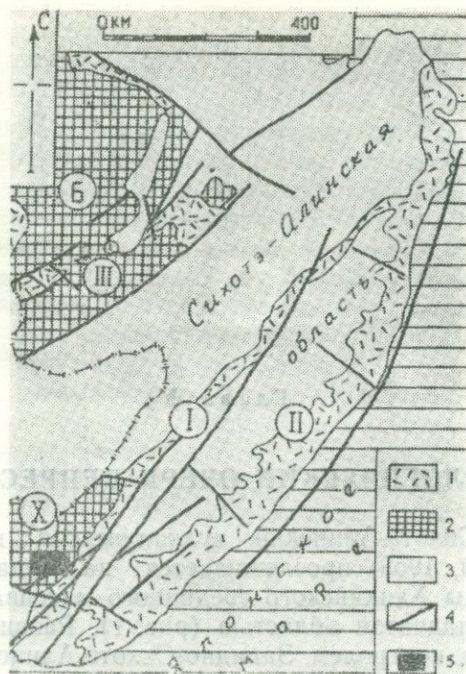 С
0 км 400
Б
III
Сихотэ-Алинская
область
I
II
X
Японское
море
1
2
3
4
5